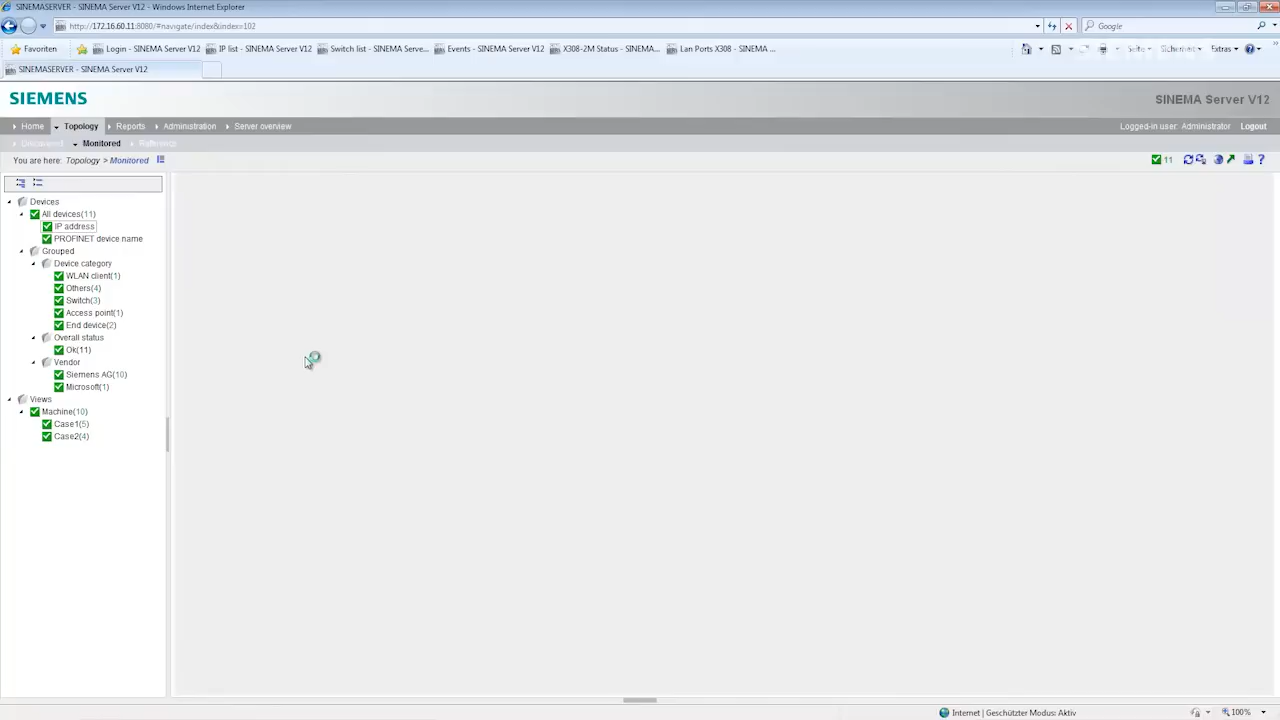 SINEMASERVER - SINEMA Server V12 - Windows Internet Explorer
http://172.16.60.11:8080/#navigate/index&index=102
Google
Favoriten
Login - SINEMA Server V12
IP list - SINEMA Server V12
Switch list - SINEMA Serve...
Events - SINEMA Server V12
X308-2M Status - SINEMA...
Lan Ports X308 - SINEMA ...
Seite
Sicherheit
Extras
SINEMASERVER - SINEMA Server V12
SIEMENS
SINEMA Server V12
Home
Topology
Reports
Administration
Server overview
Logged-in user: Administrator
Logout
Discovered
Monitored
Reference
You are here: Topology > Monitored
11
Devices
All devices(11)
IP address
PROFINET device name
Grouped
Device category
WLAN client(1)
Others(4)
Switch(3)
Access point(1)
End device(2)
Overall status
Ok(11)
Vendor
Siemens AG(10)
Microsoft(1)
Views
Machine(10)
Case1(5)
Case2(4)
Internet | Geschützter Modus: Aktiv
100%